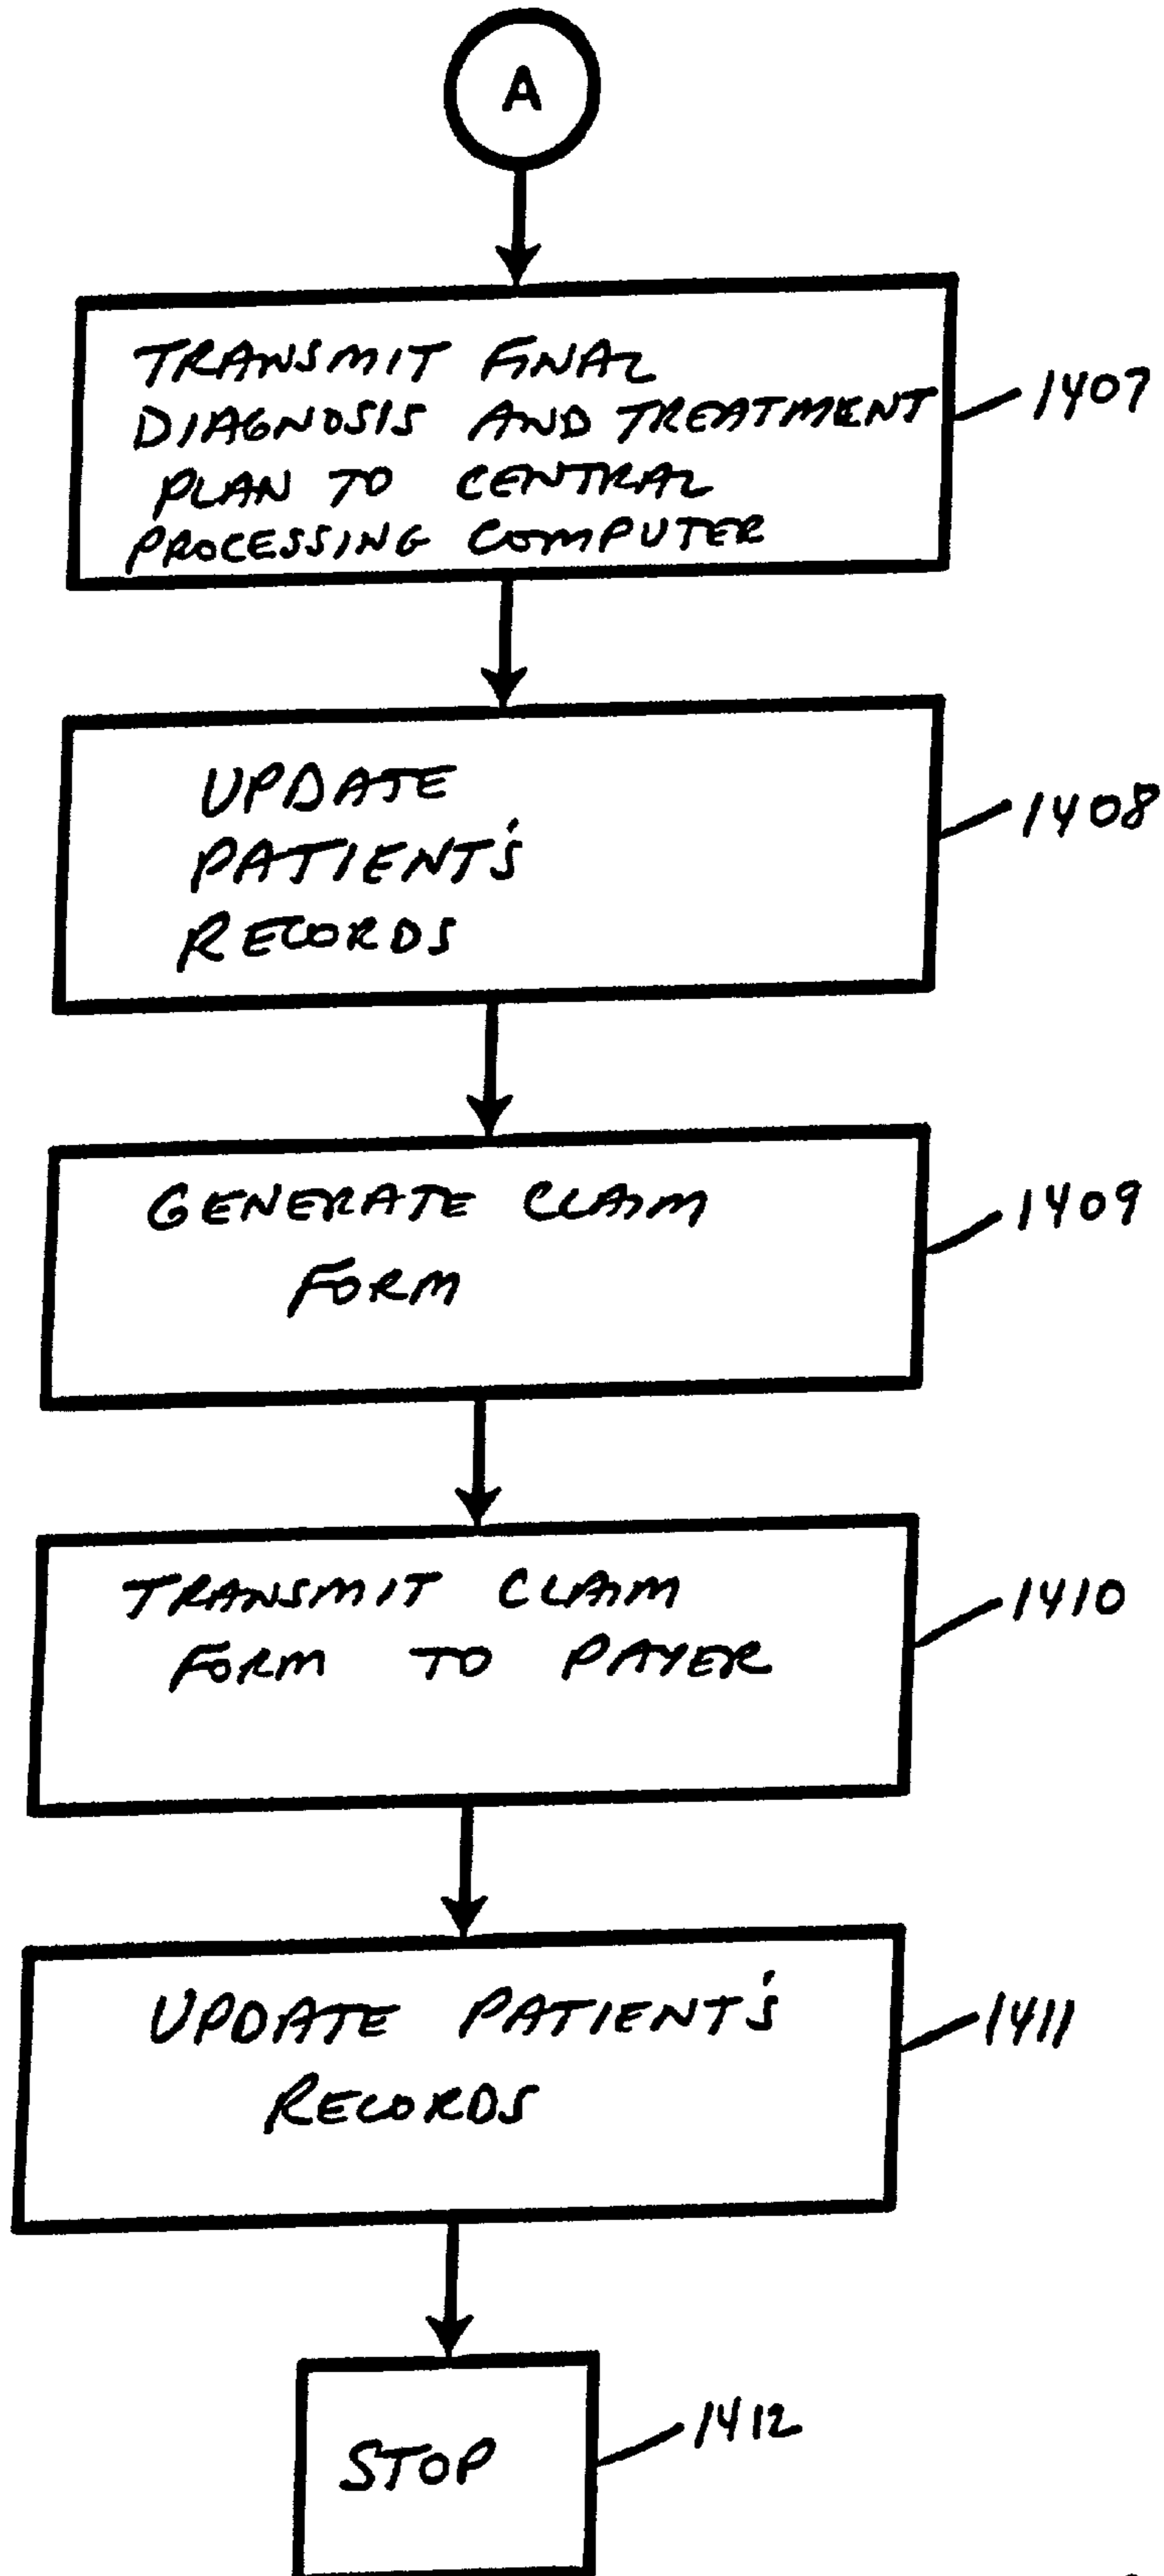 A
TRANSMIT FINAL
DIAGNOSIS AND TREATMENT
PLAN TO CENTRAL
PROCESSING COMPUTER
1407
UPDATE
PATIENT'S
RECORDS
1408
GENERATE CLAIM
FORM
1409
TRANSMIT CLAIM
FORM TO PAYER
1410
UPDATE PATIENT'S
RECORDS
1411
STOP
1412